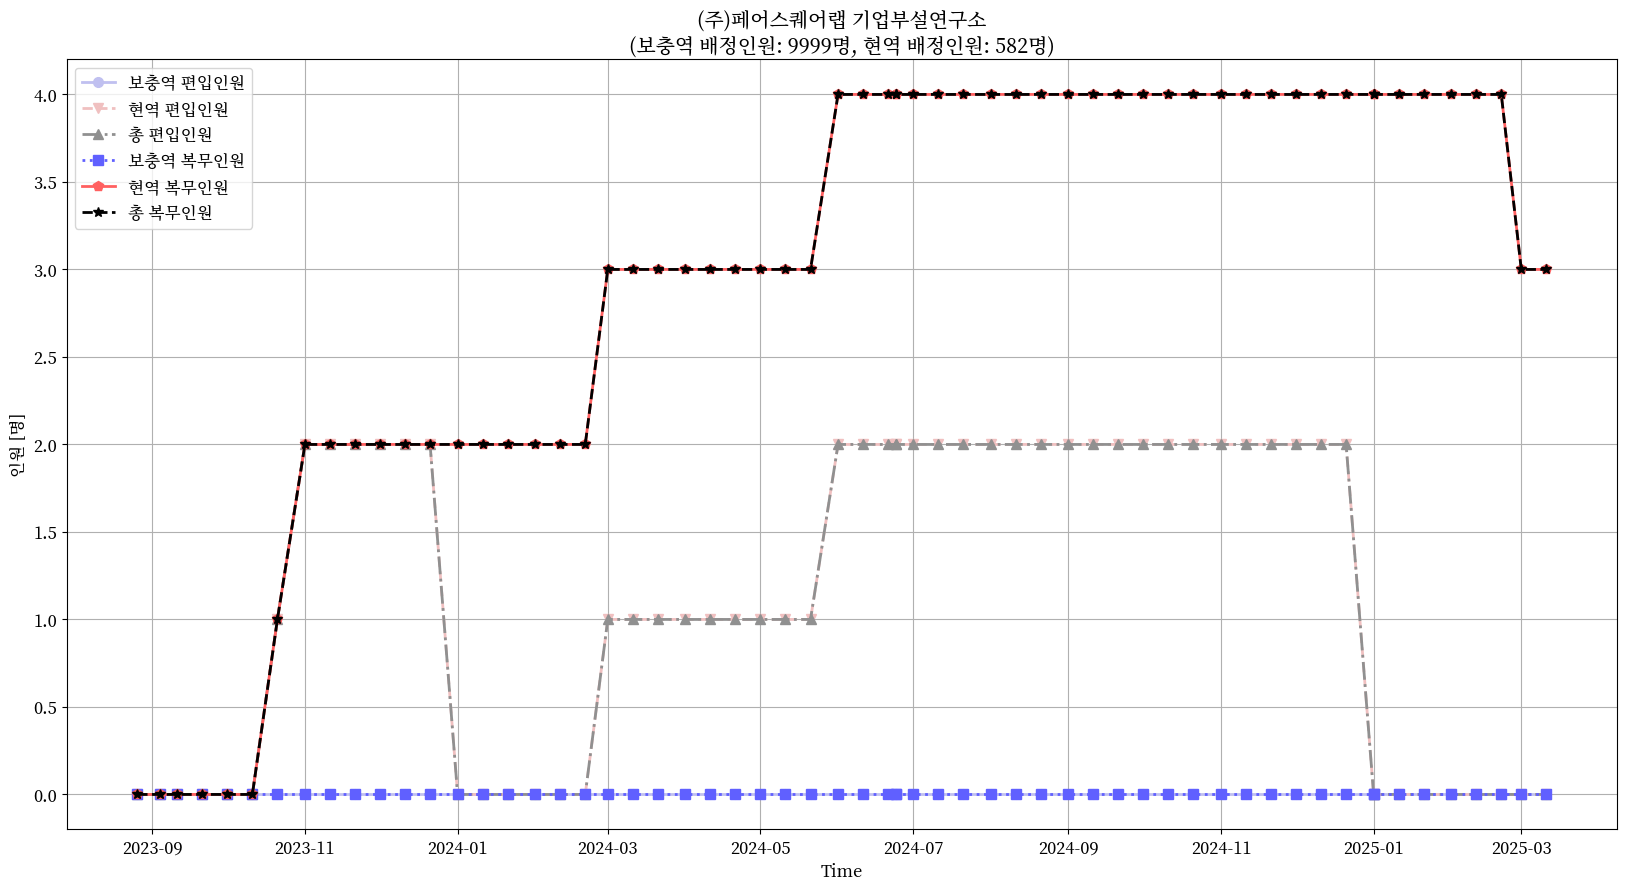 (주)페어스퀘어랩 기업부설연구소
(보충역 배정인원: 9999명, 현역 배정인원: 582명)
보충역 편입인원
현역 편입인원
총 편입인원
보충역 복무인원
현역 복무인원
총 복무인원
인원 [명]
4.0
3.5
3.0
2.5
2.0
1.5
1.0
0.5
0.0
2023-09
2023-11
2024-01
2024-03
2024-05
2024-07
2024-09
2024-11
2025-01
2025-03
Time